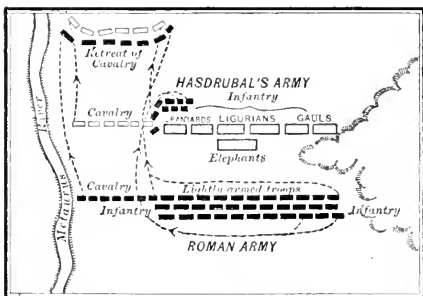 Retreat of
Cavalry
HASDRUBAL'S ARMY
Infantry
Cavalry
SPANIARDS LIGURIANS GAULS
Elephants
River
Metaurus
Cavalry
Lightly armed troops
Infantry
Infantry
ROMAN ARMY